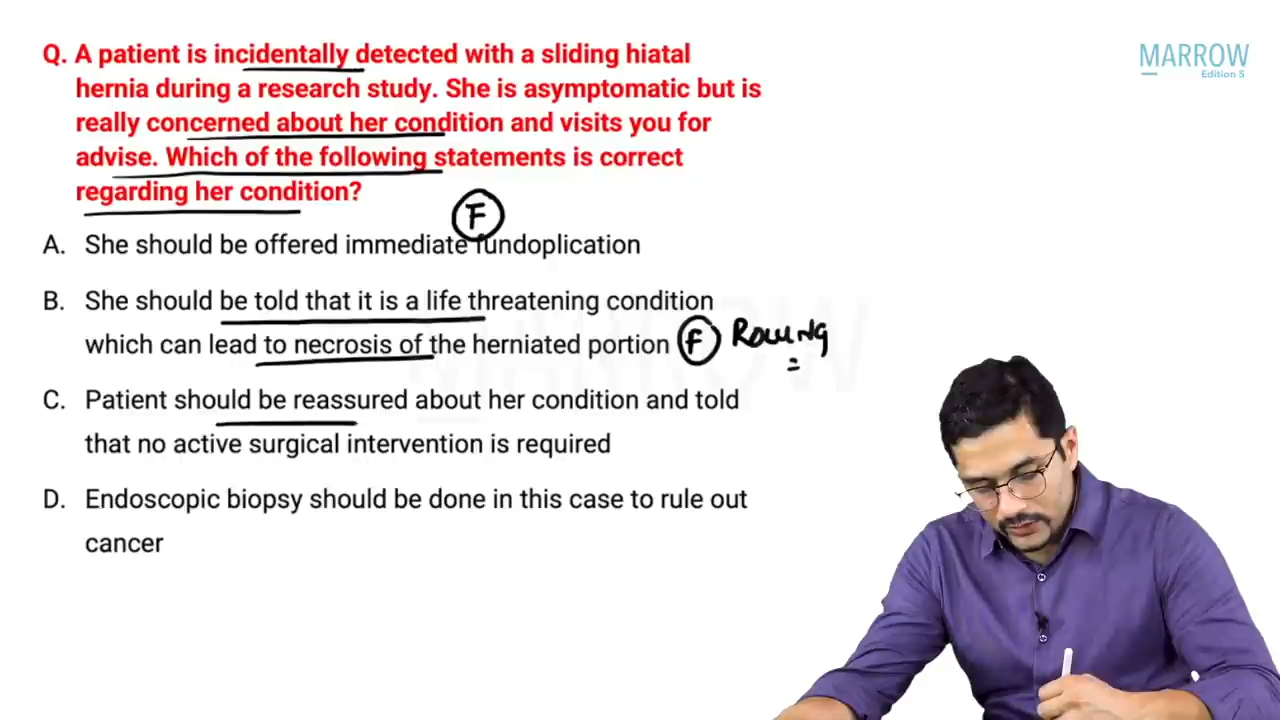 MARROW
Edition 5
Q. A patient is incidentally detected with a sliding hiatal
hernia during a research study. She is asymptomatic but is
really concerned about her condition and visits you for
advise. Which of the following statements is correct
regarding her condition?
F
A. She should be offered immediate fundoplication
B. She should be told that it is a life threatening condition
which can lead to necrosis of the herniated portion F Rolling
C. Patient should be reassured about her condition and told
that no active surgical intervention is required
D. Endoscopic biopsy should be done in this case to rule out
cancer
MARROW